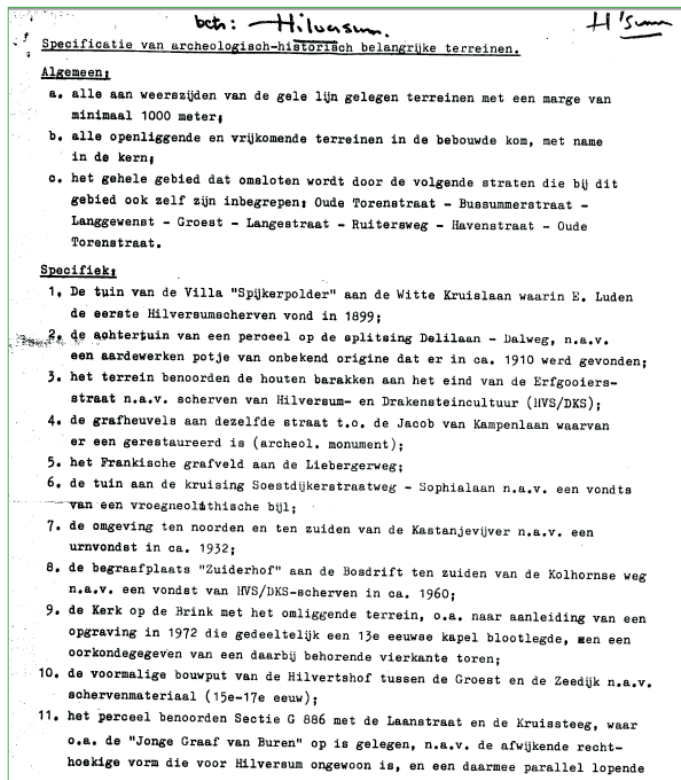 betr: Hilversum.
H'sum
Specificatie van archeologisch-historisch belangrijke terreinen.
Algemeen:
a. alle aan weerszijden van de gele lijn gelegen terreinen met een marge van
minimaal 1000 meter;
b. alle openliggende en vrijkomende terreinen in de bebouwde kom, met name
in de kern;
c. het gehele gebied dat omsloten wordt door de volgende straten die bij dit
gebied ook zelf zijn inbegrepen: Oude Torenstraat - Bussummerstraat -
Langgewenst - Groest - Langestraat - Ruitersweg - Havenstraat - Oude
Torenstraat.
Specifiek:
1. De tuin van de Villa "Spijkerpolder" aan de Witte Kruislaan waarin E. Luden
de eerste Hilversumscherven vond in 1899;
2. de achtertuin van een perceel op de splitsing Delilaan - Dalweg, n.a.v.
een aardewerken potje van onbekend origine dat er in ca. 1910 werd gevonden;
3. het terrein benoorden de houten barakken aan het eind van de Erfgooiers-
straat n.a.v. scherven van Hilversum- en Drakensteincultuur (HVS/DKS);
4. de grafheuvels aan dezelfde straat t.o. de Jacob van Kampenlaan waarvan
er een gerestaureerd is (archeol. monument);
5. het Frankische grafveld aan de Liebergerweg;
6. de tuin aan de kruising Soestdijkerstraatweg - Sophialaan n.a.v. een vondts
van een vroegneolithische bijl;
7. de omgeving ten noorden en ten zuiden van de Kastanjevijver n.a.v. een
urnvondst in ca. 1932;
8. de begraafplaats "Zuiderhof" aan de Bosdrift ten zuiden van de Kolhornse weg
n.a.v. een vondst van HVS/DKS-scherven in ca. 1960;
9. de Kerk op de Brink met het omliggende terrein, o.a. naar aanleiding van een
opgraving in 1972 die gedeeltelijk een 13e eeuwse kapel blootlegde, en een
oorkondegegeven van een daarbij behorende vierkante toren;
10. de voormalige bouwput van de Hilvertshof tussen de Groest en de Zeedijk n.a.v.
schervenmateriaal (15e-17e eeuw);
11. het perceel benoorden Sectie G 886 met de Laanstraat en de Kruissteeg, waar
o.a. de "Jonge Graaf van Buren" op is gelegen, n.a.v. de afwijkende recht-
hoekige vorm die voor Hilversum ongewoon is, en een daarmee parallel lopende